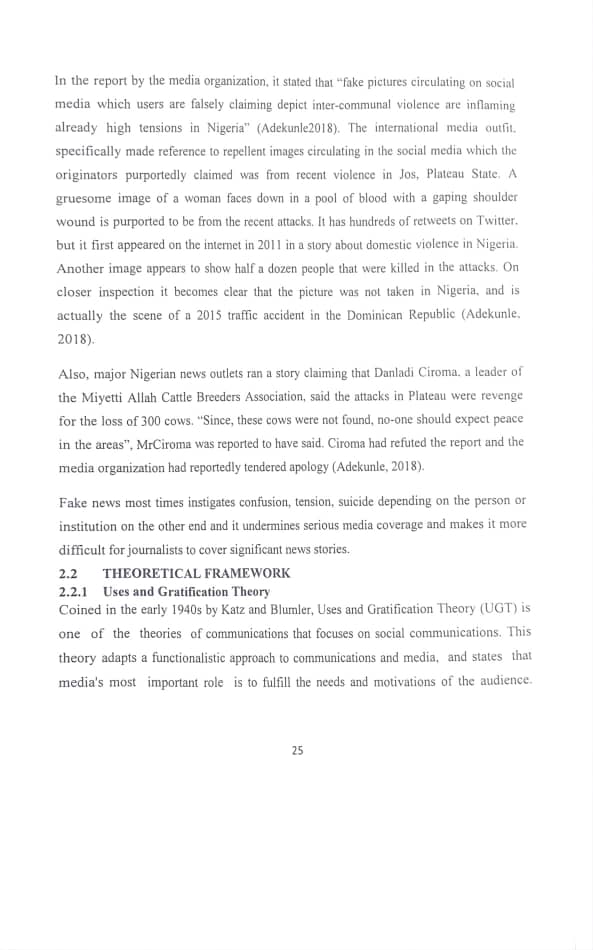 In the report by the media organization, it stated that “fake pictures circulating on social
media which users are falsely claiming depict inter-communal violence are inflaming
already high tensions in Nigeria” (Adekunle2018). The international media outfit,
specifically made reference to repellent images circulating in the social media which the
originators purportedly claimed was from recent violence in Jos, Plateau State. A
gruesome image of a woman faces down in a pool of blood with a gaping shoulder
wound is purported to be from the recent attacks. It has hundreds of retweets on Twitter,
but it first appeared on the internet in 2011 in a story about domestic violence in Nigeria.
Another image appears to show half a dozen people that were killed in the attacks. On
closer inspection it becomes clear that the picture was not taken in Nigeria, and is
actually the scene of a 2015 traffic accident in the Dominican Republic (Adekunle,
2018).
Also, major Nigerian news outlets ran a story claiming that Danladi Ciroma, a leader of
the Miyetti Allah Cattle Breeders Association, said the attacks in Plateau were revenge
for the loss of 300 cows. “Since, these cows were not found, no-one should expect peace
in the areas”, MrCiroma was reported to have said. Ciroma had refuted the report and the
media organization had reportedly tendered apology (Adekunle, 2018).
Fake news most times instigates confusion, tension, suicide depending on the person or
institution on the other end and it undermines serious media coverage and makes it more
difficult for journalists to cover significant news stories.
2.2 THEORETICAL FRAMEWORK
2.2.1 Uses and Gratification Theory
Coined in the early 1940s by Katz and Blumler, Uses and Gratification Theory (UGT) is
one of the theories of communications that focuses on social communications. This
theory adapts a functionalistic approach to communications and media, and states that
media's most important role is to fulfill the needs and motivations of the audience.
25